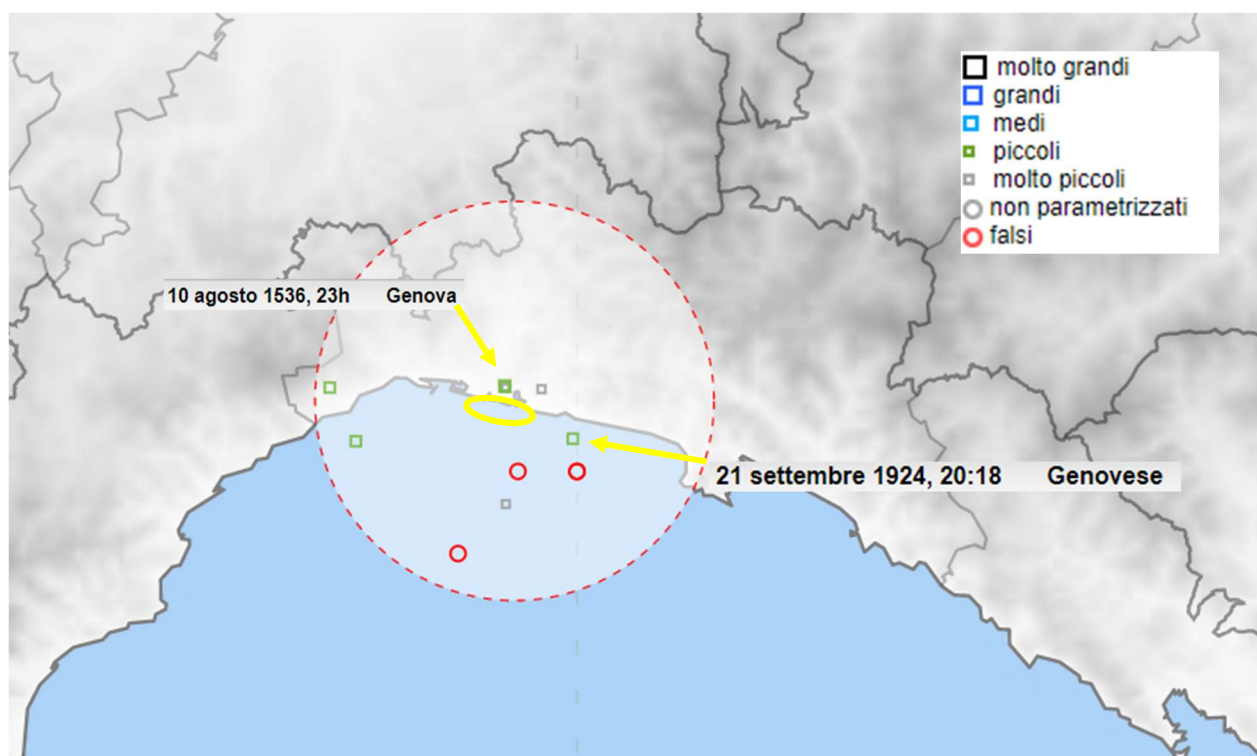 molto grandi
grandi
medi
piccoli
molto piccoli
non parametrizzati
falsi
10 agosto 1536, 23h Genova
21 settembre 1924, 20:18 Genovese